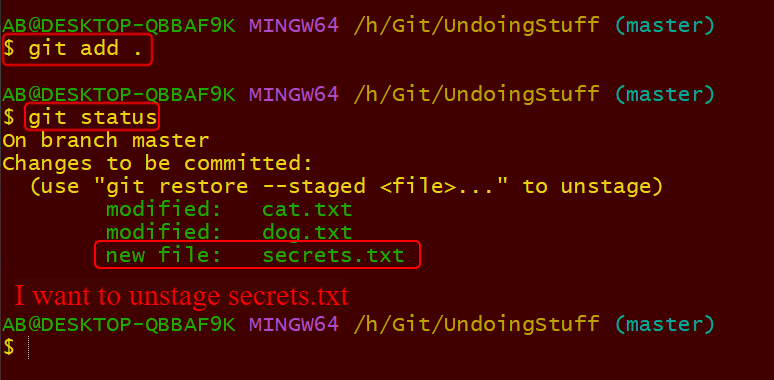 AB@DESKTOP-QBBAF9K MINGW64 /h/Git/UndoingStuff (master)
$ git add .
AB@DESKTOP-QBBAF9K MINGW64 /h/Git/UndoingStuff (master)
$ git status
On branch master
Changes to be committed:
  (use "git restore --staged <file>..." to unstage)
        modified:   cat.txt
        modified:   dog.txt
        new file:   secrets.txt
I want to unstage secrets.txt
AB@DESKTOP-QBBAF9K MINGW64 /h/Git/UndoingStuff (master)
$